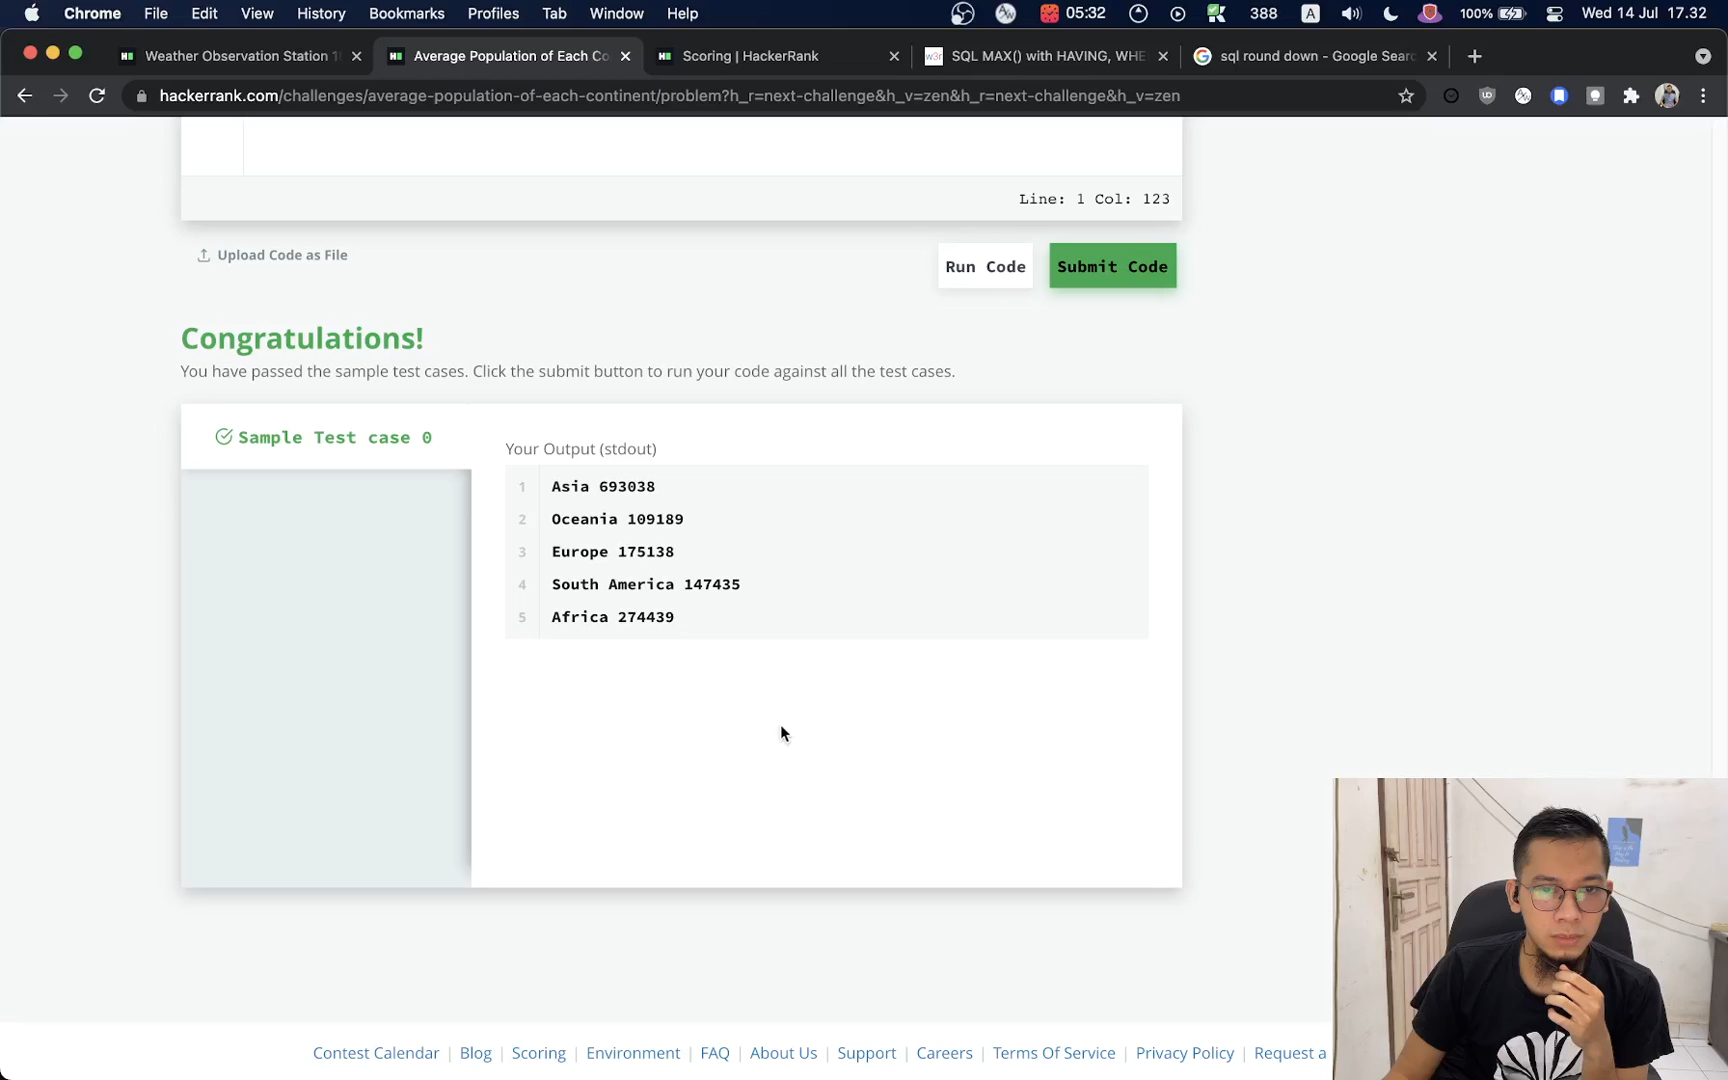 Chrome File Edit View History Bookmarks Profiles Tab Window Help 05:32 388 A 100% Wed 14 Jul 17.32
Weather Observation Station 1 Average Population of Each Co Scoring | HackerRank SQL MAX() with HAVING, WHE sql round down - Google Searc
hackerrank.com/challenges/average-population-of-each-continent/problem?h_r=next-challenge&h_v=zen&h_r=next-challenge&h_v=zen
Line: 1 Col: 123
Upload Code as File Run Code Submit Code
Congratulations!
You have passed the sample test cases. Click the submit button to run your code against all the test cases.
Sample Test case 0
Your Output (stdout)
1 Asia 693038
2 Oceania 109189
3 Europe 175138
4 South America 147435
5 Africa 274439
Contest Calendar | Blog | Scoring | Environment | FAQ | About Us | Support | Careers | Terms Of Service | Privacy Policy | Request a